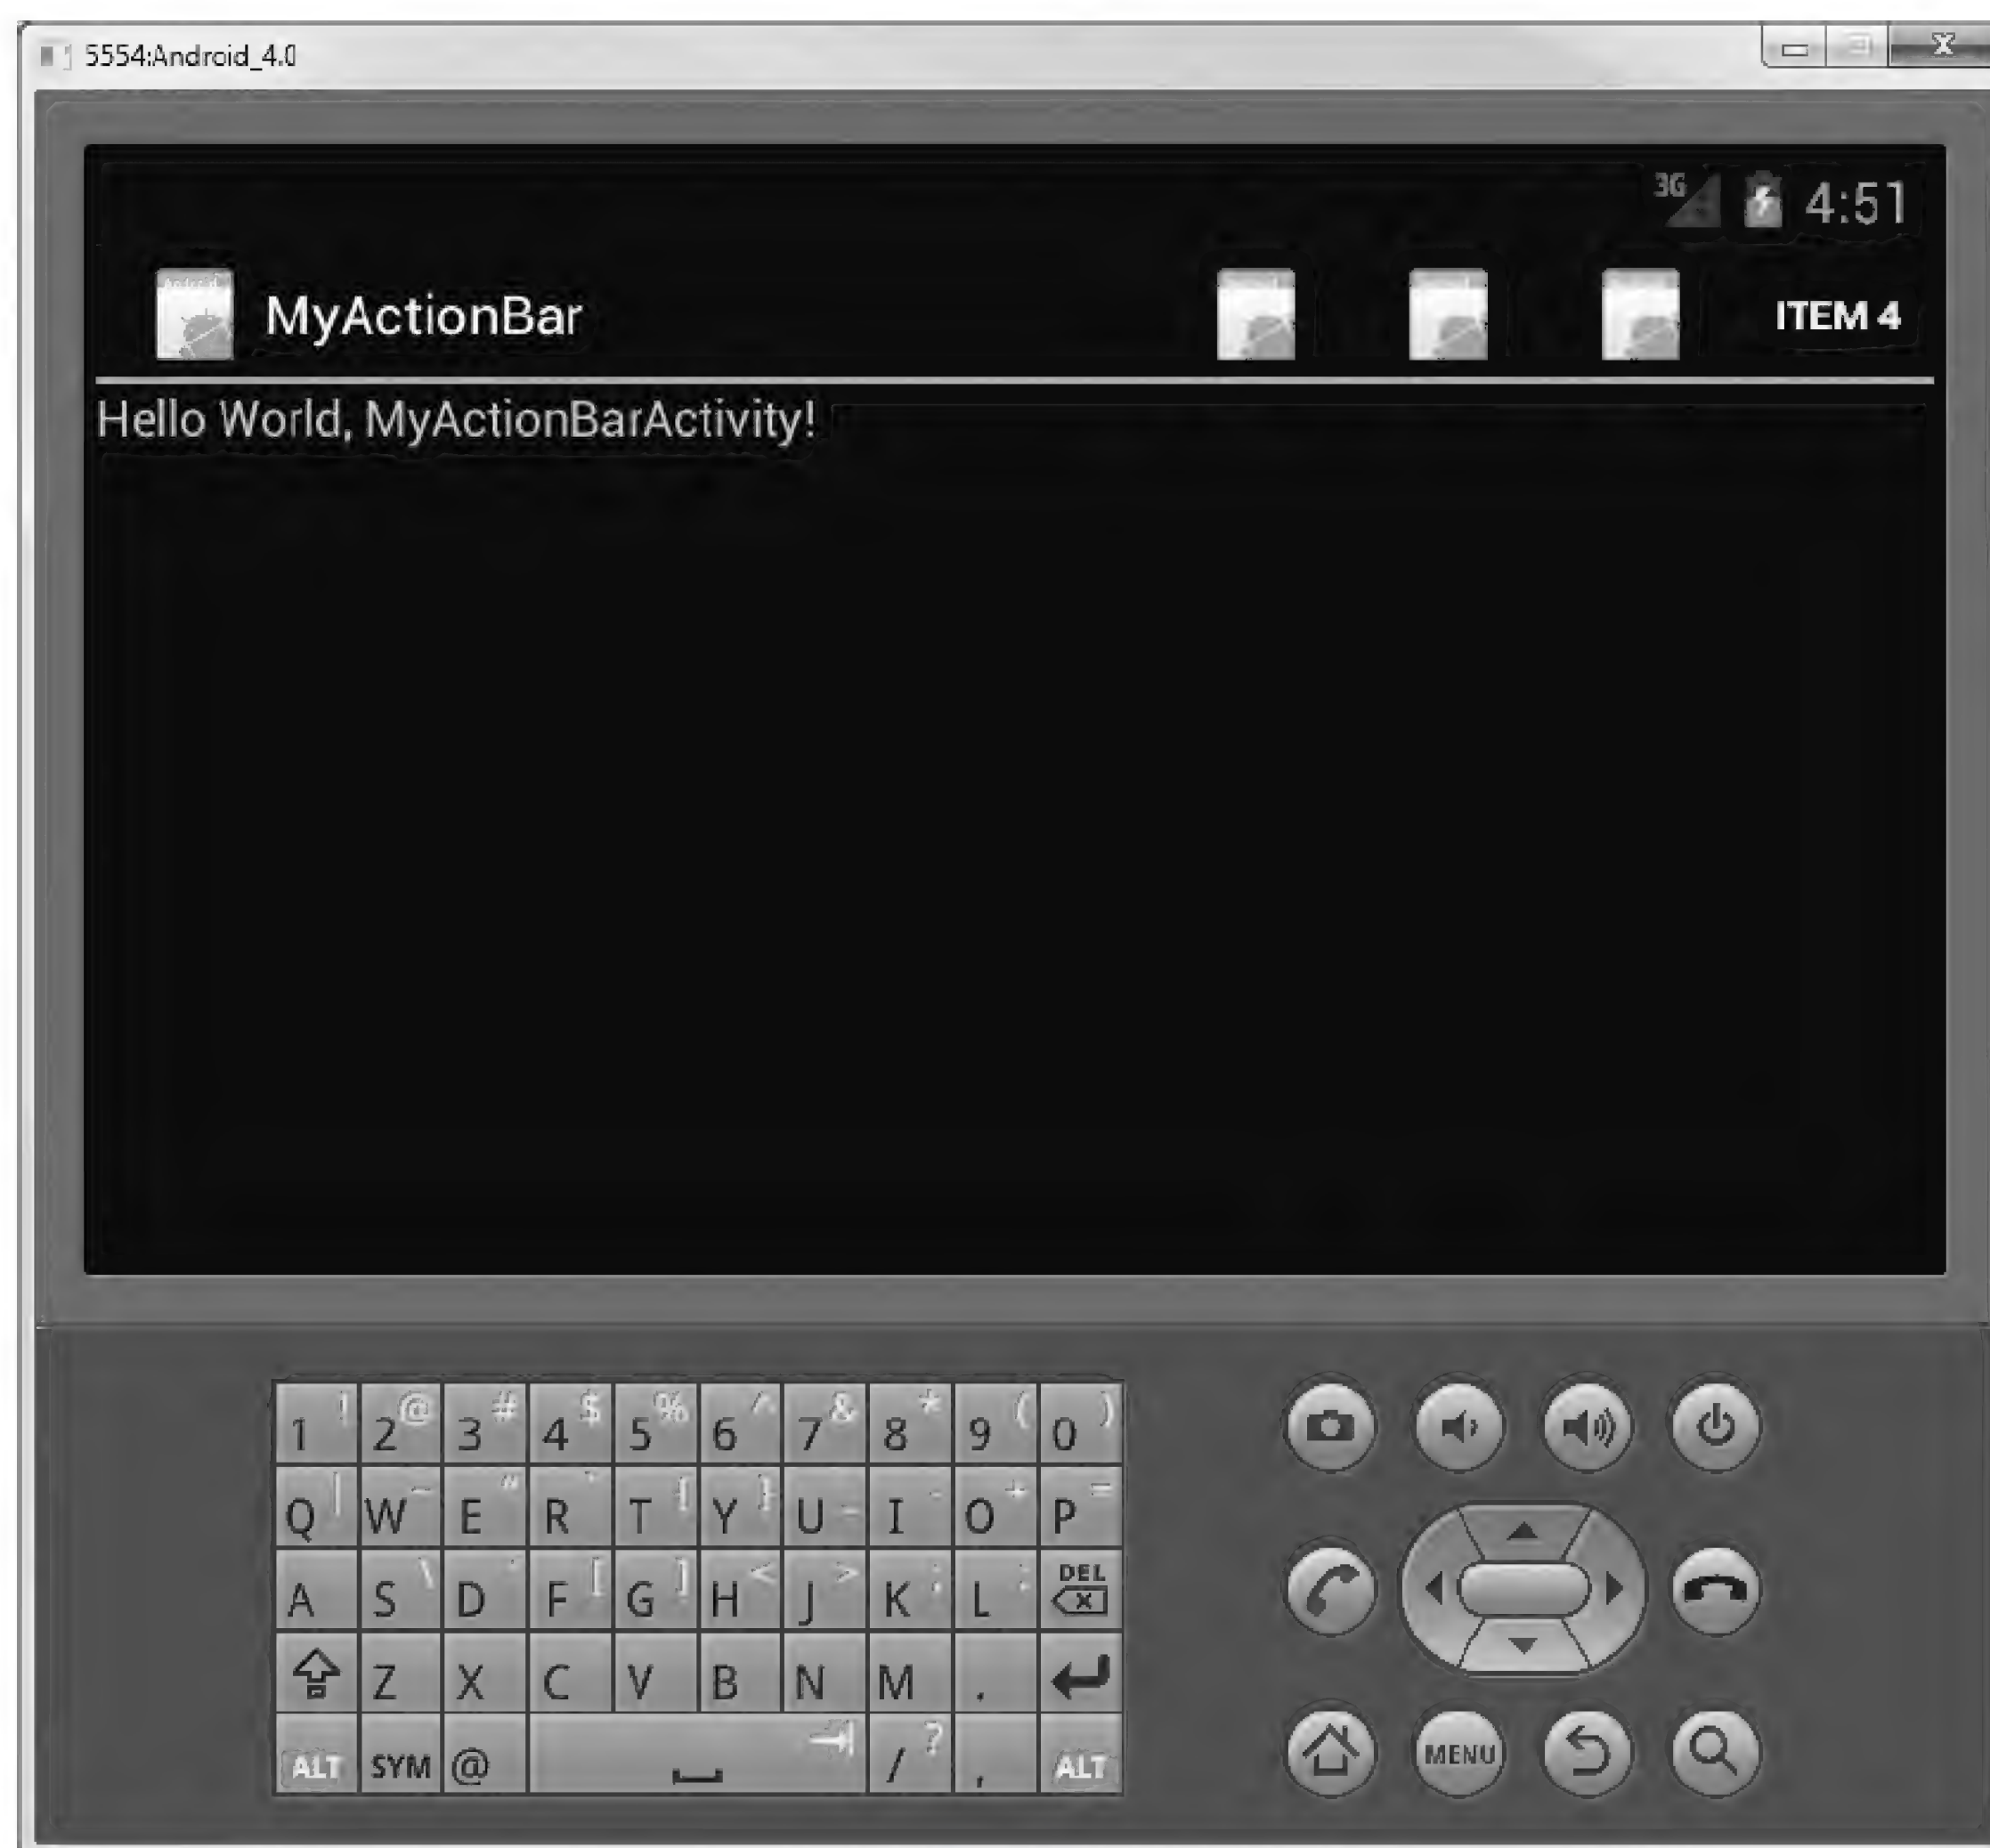 5554:Android_4.0
3G 4:51
MyActionBar ITEM 4
Hello World, MyActionBarActivity!
1 ! 2 @ 3 # 4 $ 5 % 6 ^ 7 & 8 * 9 ( 0 )
Q | W ~ E " R ` T { Y } U _ I - O + P =
A S \ D ' F [ G ] H < J > K ; L : DEL
Z X C V B N M .
ALT SYM @ / ? , ALT
MENU